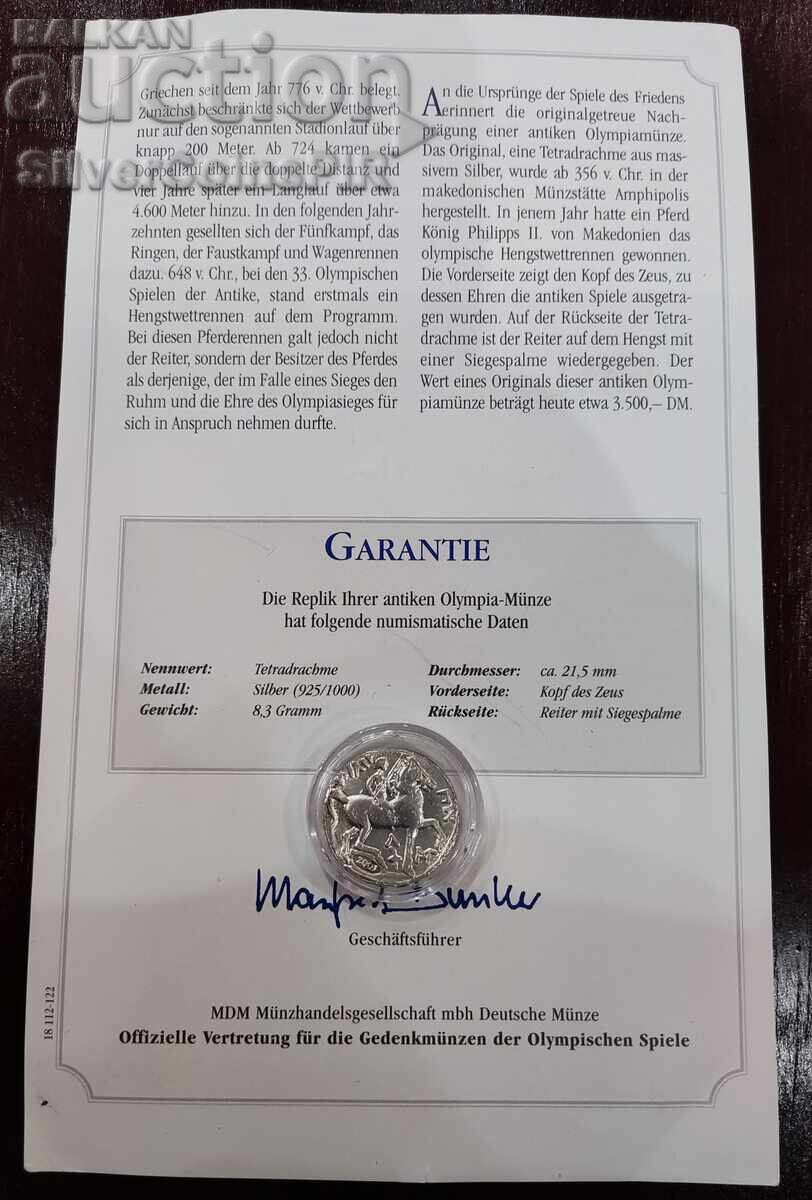 BALKAN
auction
SilverCoinsPlR
Griechen seit dem Jahr 776 v. Chr. belegt.
Zunächst beschränkte sich der Wettbewerb
nur auf den sogenannten Stadionlauf über
knapp 200 Meter. Ab 724 kamen ein
Doppellauf über die doppelte Distanz und
vier Jahre später ein Langlauf über etwa
4.600 Meter hinzu. In den folgenden Jahr-
zehnten gesellten sich der Fünfkampf, das
Ringen, der Faustkampf und Wagenrennen
dazu. 648 v. Chr., bei den 33. Olympischen
Spielen der Antike, stand erstmals ein
Hengstwettrennen auf dem Programm.
Bei diesen Pferderennen galt jedoch nicht
der Reiter, sondern der Besitzer des Pferdes
als derjenige, der im Falle eines Sieges den
Ruhm und die Ehre des Olympiasieges für
sich in Anspruch nehmen durfte.
An die Ursprünge der Spiele des Friedens
erinnert die originalgetreue Nach-
prägung einer antiken Olympiamünze.
Das Original, eine Tetradrachme aus mas-
sivem Silber, wurde ab 356 v. Chr. in der
makedonischen Münzstätte Amphipolis
hergestellt. In jenem Jahr hatte ein Pferd
König Philipps II. von Makedonien das
olympische Hengstwettrennen gewonnen.
Die Vorderseite zeigt den Kopf des Zeus, zu
dessen Ehren die antiken Spiele ausgetra-
gen wurden. Auf der Rückseite der Tetra-
drachme ist der Reiter auf dem Hengst mit
einer Siegespalme wiedergegeben. Der
Wert eines Originals dieser antiken Olym-
piamünze beträgt heute etwa 3.500,– DM.
GARANTIE
Die Replik Ihrer antiken Olympia-Münze
hat folgende numismatische Daten
Nennwert: Tetradrachme Durchmesser: ca. 21,5 mm
Metall: Silber (925/1000) Vorderseite: Kopf des Zeus
Gewicht: 8,3 Gramm Rückseite: Reiter mit Siegespalme
Geschäftsführer
MDM Münzhandelsgesellschaft mbh Deutsche Münze
Offizielle Vertretung für die Gedenkmünzen der Olympischen Spiele
18 112-122